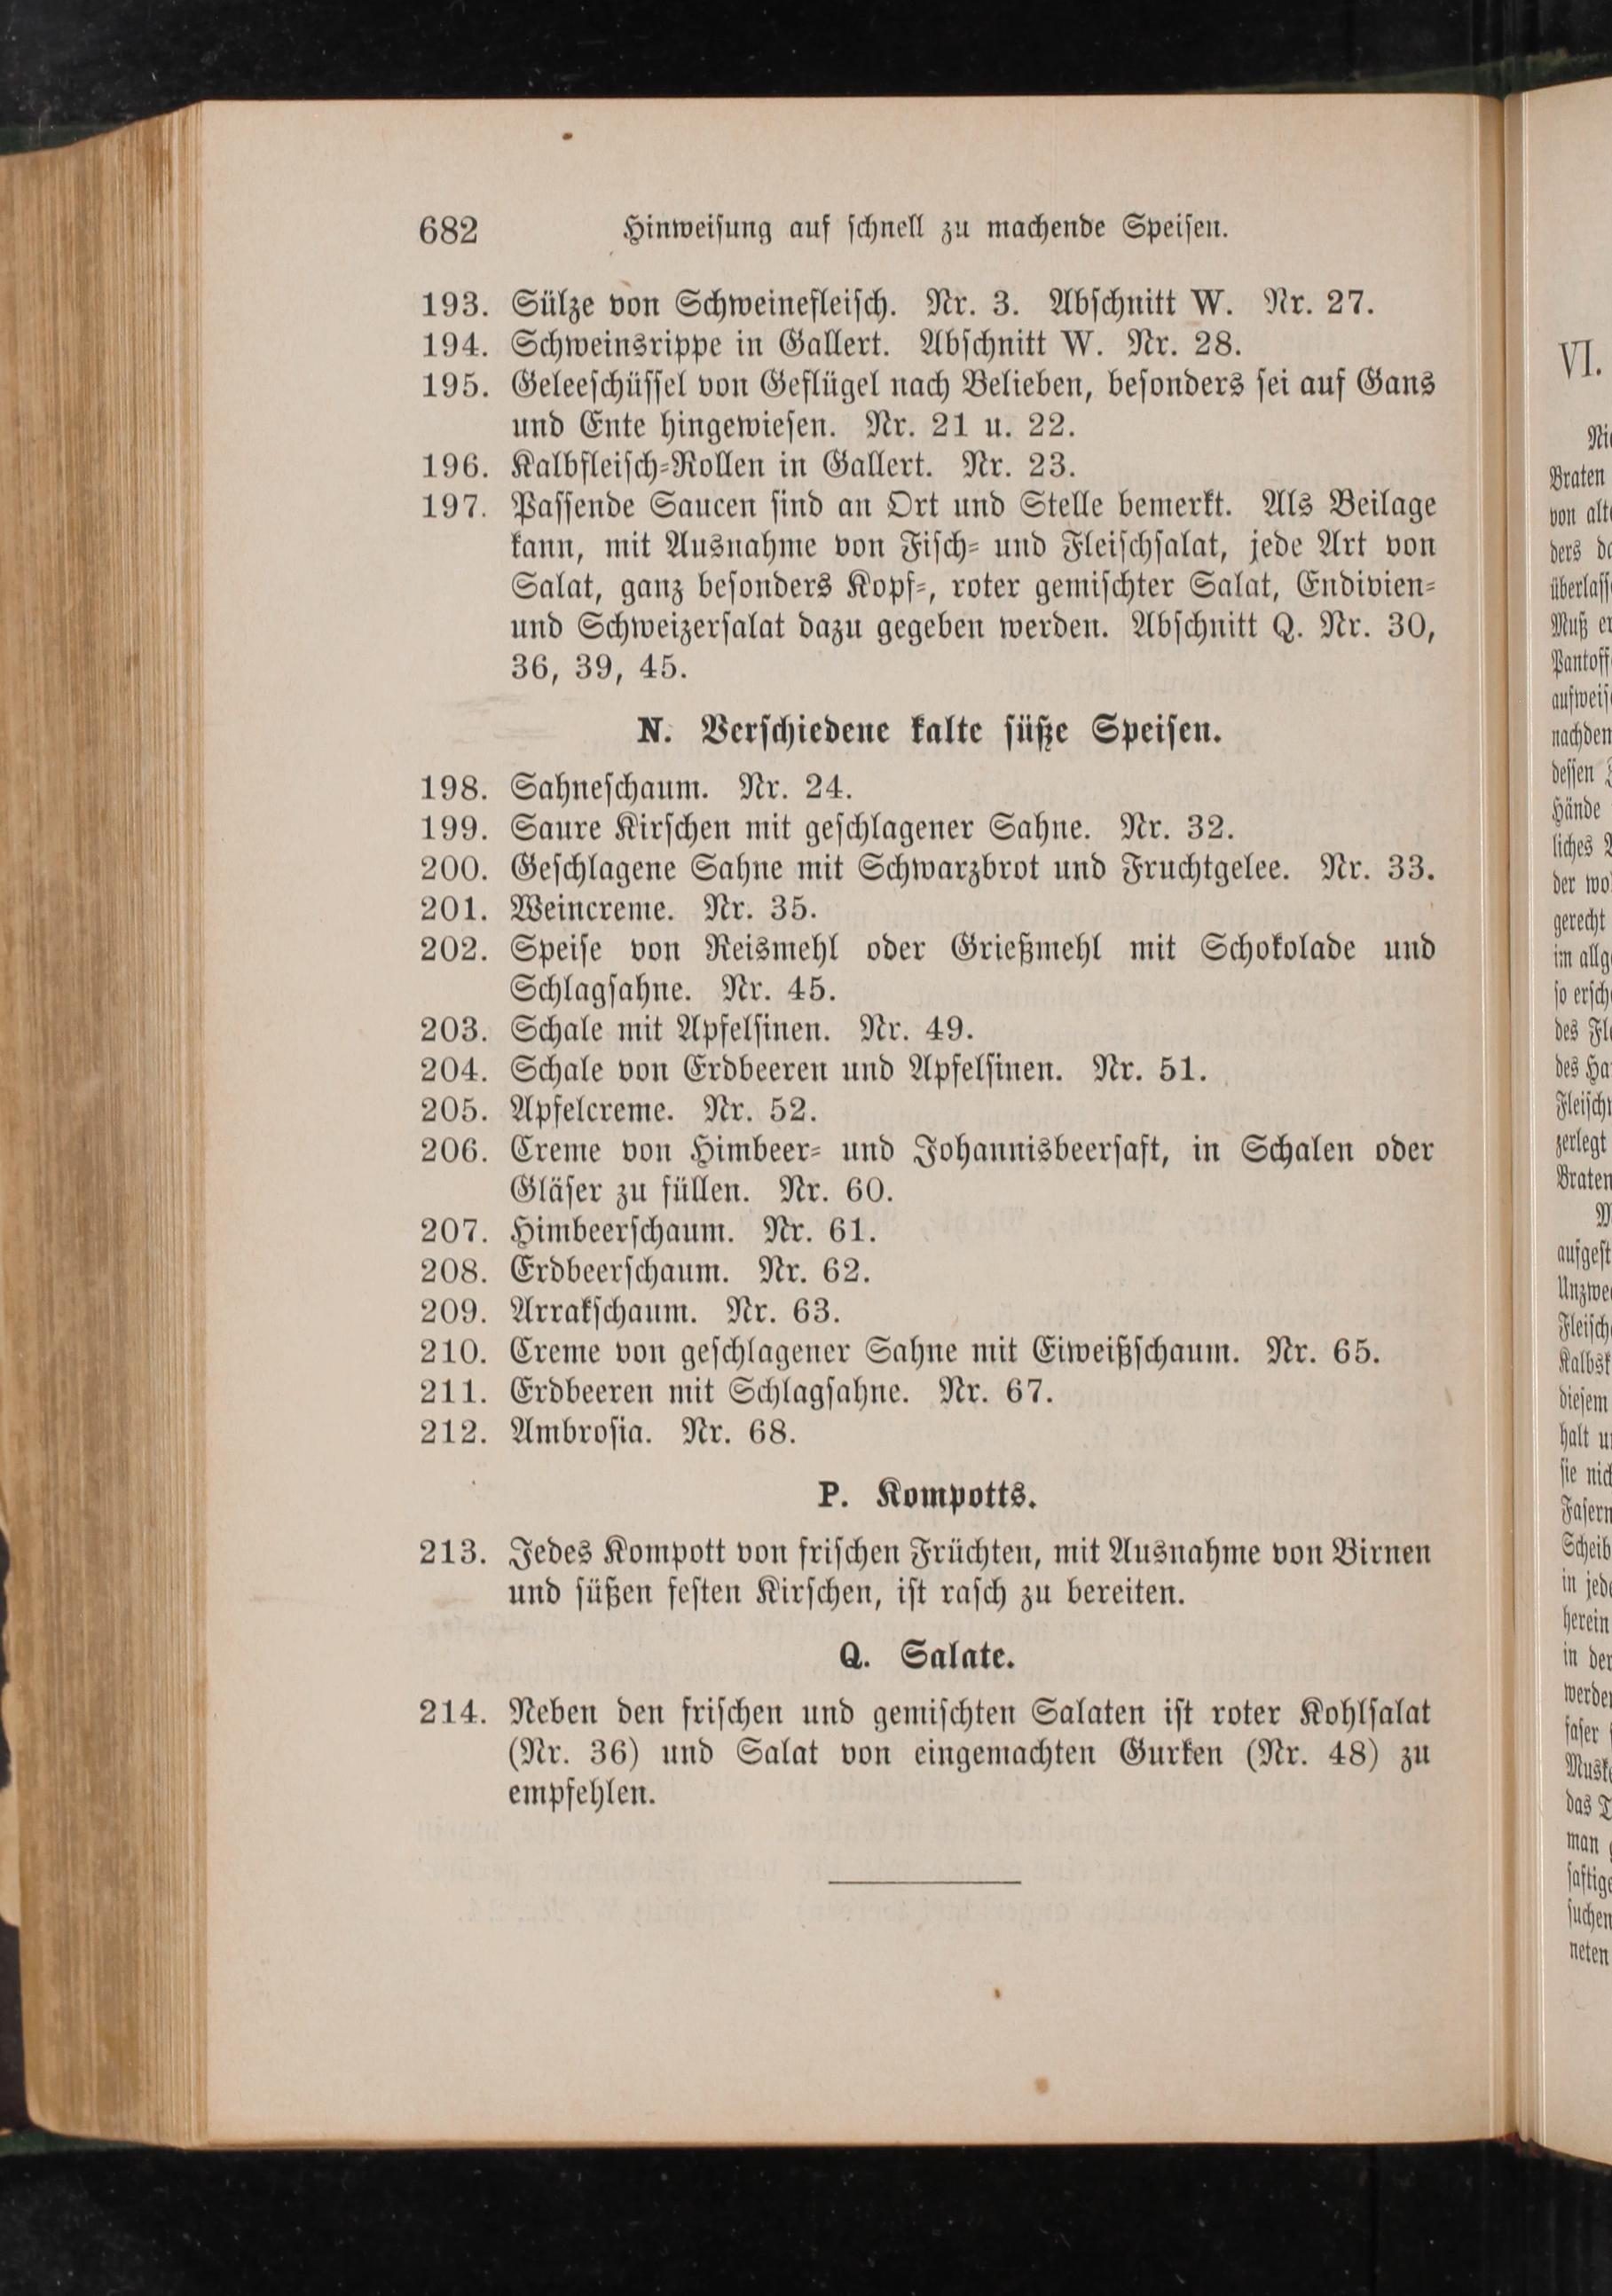 682 Hinweisung auf schnell zu machende Speisen.
193. Sülze von Schweinefleisch. Nr. 3. Abschnitt W. Nr. 27.
194. Schweinsrippe in Gallert. Abschnitt W. Nr. 28.
195. Geleeschüssel von Geflügel nach Belieben, besonders sei auf Gans
und Ente hingewiesen. Nr. 21 u. 22.
196. Kalbfleisch-Rollen in Gallert. Nr. 23.
197. Passende Saucen sind an Ort und Stelle bemerkt. Als Beilage
kann, mit Ausnahme von Fisch- und Fleischsalat, jede Art von
Salat, ganz besonders Kopf-, roter gemischter Salat, Endivien-
und Schweizersalat dazu gegeben werden. Abschnitt Q. Nr. 30,
36, 39, 45.
N. Verschiedene kalte süße Speisen.
198. Sahneschaum. Nr. 24.
199. Saure Kirschen mit geschlagener Sahne. Nr. 32.
200. Geschlagene Sahne mit Schwarzbrot und Fruchtgelee. Nr. 33.
201. Weincreme. Nr. 35.
202. Speise von Reismehl oder Grießmehl mit Schokolade und
Schlagsahne. Nr. 45.
203. Schale mit Apfelsinen. Nr. 49.
204. Schale von Erdbeeren und Apfelsinen. Nr. 51.
205. Apfelcreme. Nr. 52.
206. Creme von Himbeer- und Johannisbeersaft, in Schalen oder
Gläser zu füllen. Nr. 60.
207. Himbeerschaum. Nr. 61.
208. Erdbeerschaum. Nr. 62.
209. Arrakschaum. Nr. 63.
210. Creme von geschlagener Sahne mit Eiweißschaum. Nr. 65.
211. Erdbeeren mit Schlagsahne. Nr. 67.
212. Ambrosia. Nr. 68.
P. Kompotts.
213. Jedes Kompott von frischen Früchten, mit Ausnahme von Birnen
und süßen festen Kirschen, ist rasch zu bereiten.
Q. Salate.
214. Neben den frischen und gemischten Salaten ist roter Kohlsalat
(Nr. 36) und Salat von eingemachten Gurken (Nr. 48) zu
empfehlen.
VI.
Braten
liches
der
gerecht
zerlegt
Braten
diesem
halt
herein
in
das
man